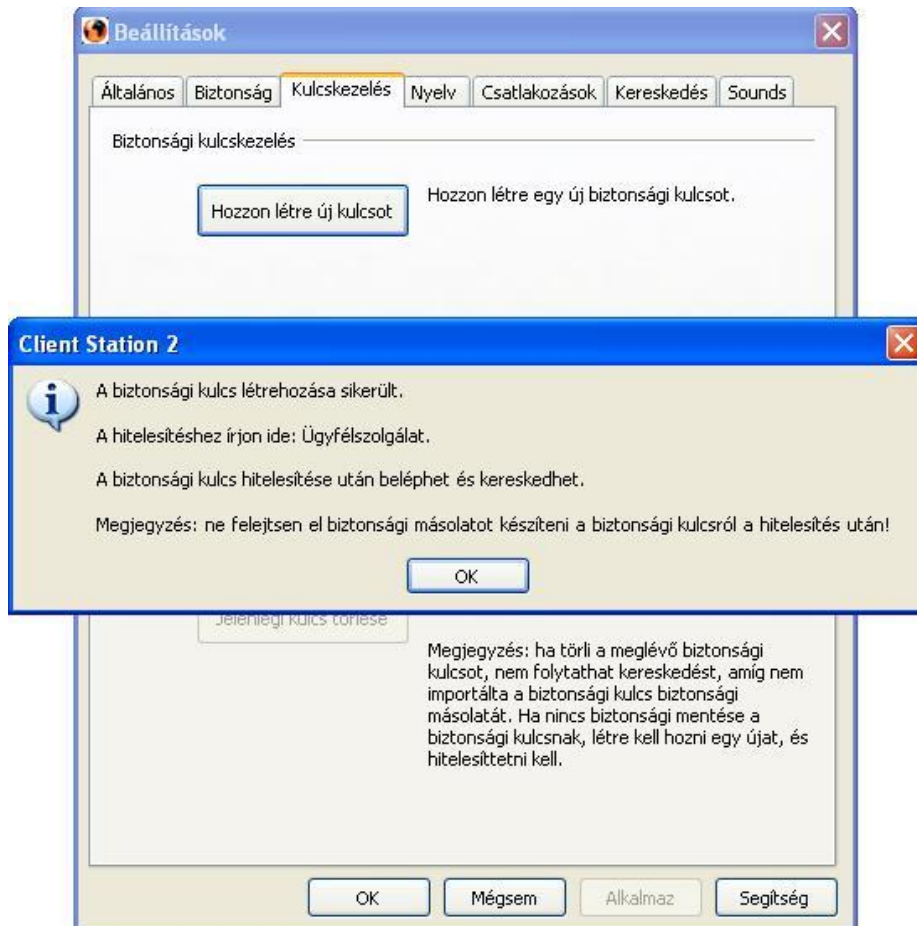 Beállítások
Általános Biztonság Kulcskezelés Nyelv Csatlakozások Kereskedés Sounds
Biztonsági kulcskezelés
Hozzon létre új kulcsot
Hozzon létre egy új biztonsági kulcsot.
Client Station 2
A biztonsági kulcs létrehozása sikerült.
A hitelesítéshez írjon ide: Ügyfélszolgálat.
A biztonsági kulcs hitelesítése után beléphet és kereskedhet.
Megjegyzés: ne felejtsen el biztonsági másolatot készíteni a biztonsági kulcsról a hitelesítés után!
OK
Jelenlegi kulcs törlése
Megjegyzés: ha törli a meglévő biztonsági
kulcsot, nem folytathat kereskedést, amíg nem
importálta a biztonsági kulcs biztonsági
másolatát. Ha nincs biztonsági mentése a
biztonsági kulcsnak, létre kell hozni egy újat, és
hitelesíttetni kell.
OK Mégsem Alkalmaz Segítség